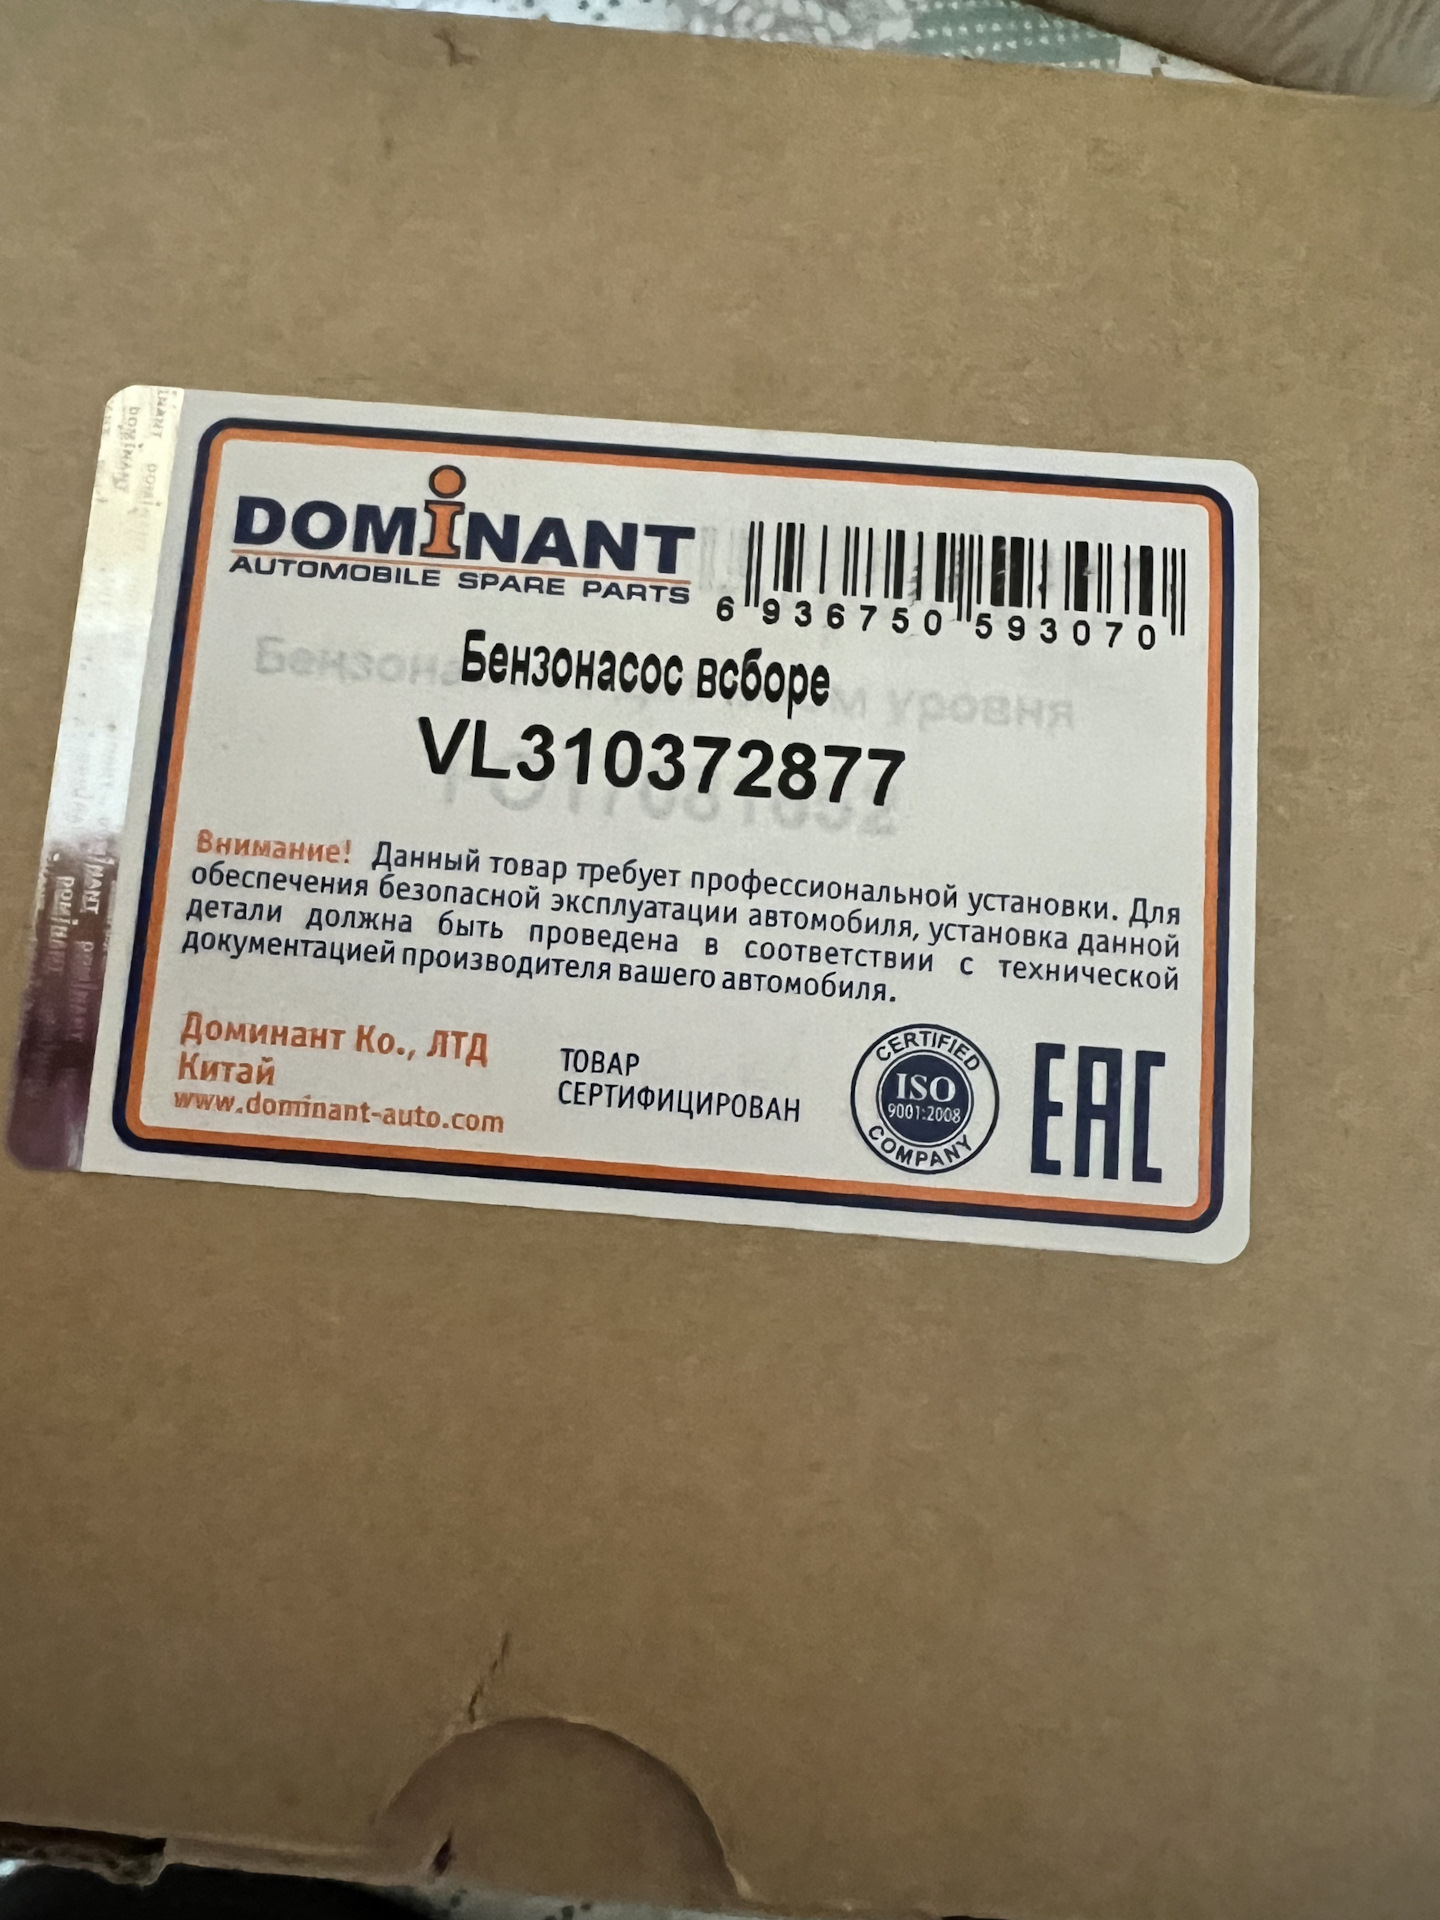 DOMiNANT
AUTOMOBILE SPARE PARTS
6 936750 593070
Бензонасос всборе
VL310372877
Внимание! Данный товар требует профессиональной установки. Для
обеспечения безопасной эксплуатации автомобиля, установка данной
детали должна быть проведена в соответствии с технической
документацией производителя вашего автомобиля.
Доминант Ко., ЛТД
Китай
www.dominant-auto.com
ТОВАР
СЕРТИФИЦИРОВАН
CERTIFIED
ISO
9001:2008
COMPANY
EAC